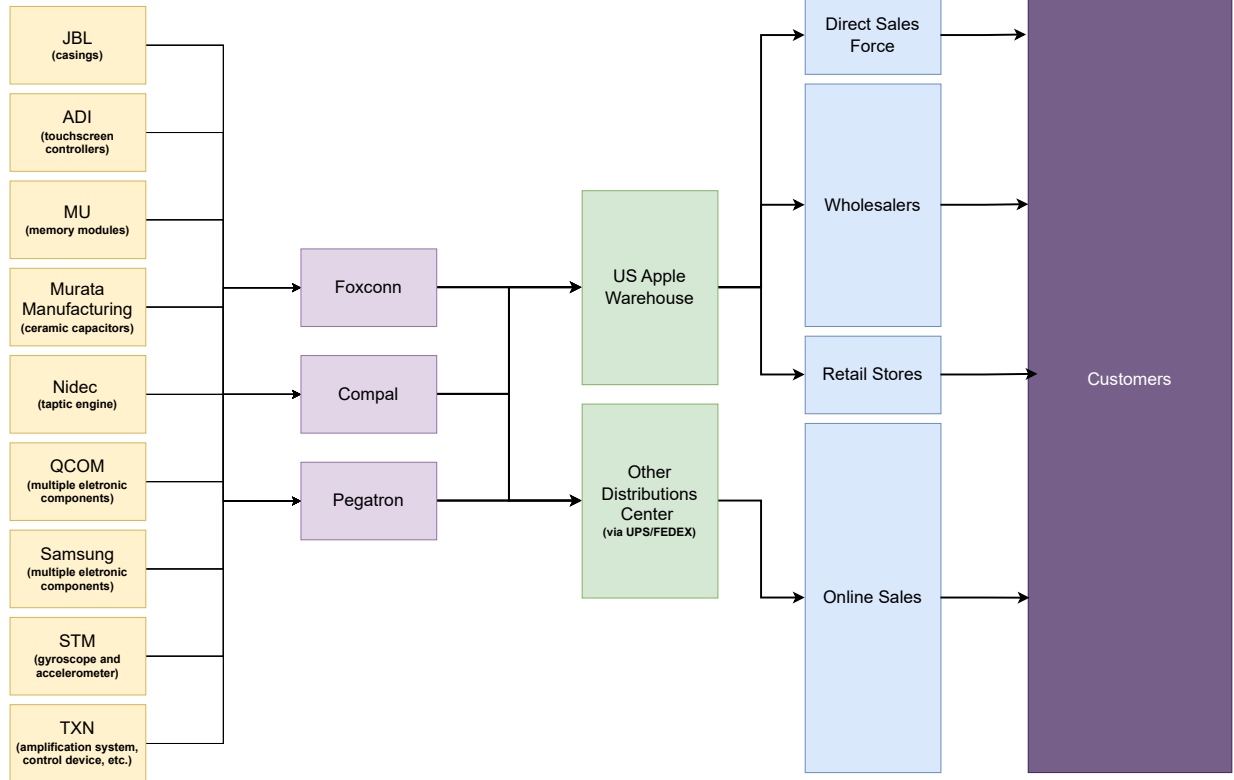 JBL
(casings)
ADI
(touchscreen
controllers)
MU
(memory modules)
Murata
Manufacturing
(ceramic capacitors)
Nidec
(taptic engine)
QCOM
(multiple eletronic
components)
Samsung
(multiple eletronic
components)
STM
(gyroscope and
accelerometer)
TXN
(amplification system,
control device, etc.)
Foxconn
Compal
Pegatron
US Apple
Warehouse
Other
Distributions
Center
(via UPS/FEDEX)
Direct Sales
Force
Wholesalers
Retail Stores
Online Sales
Customers